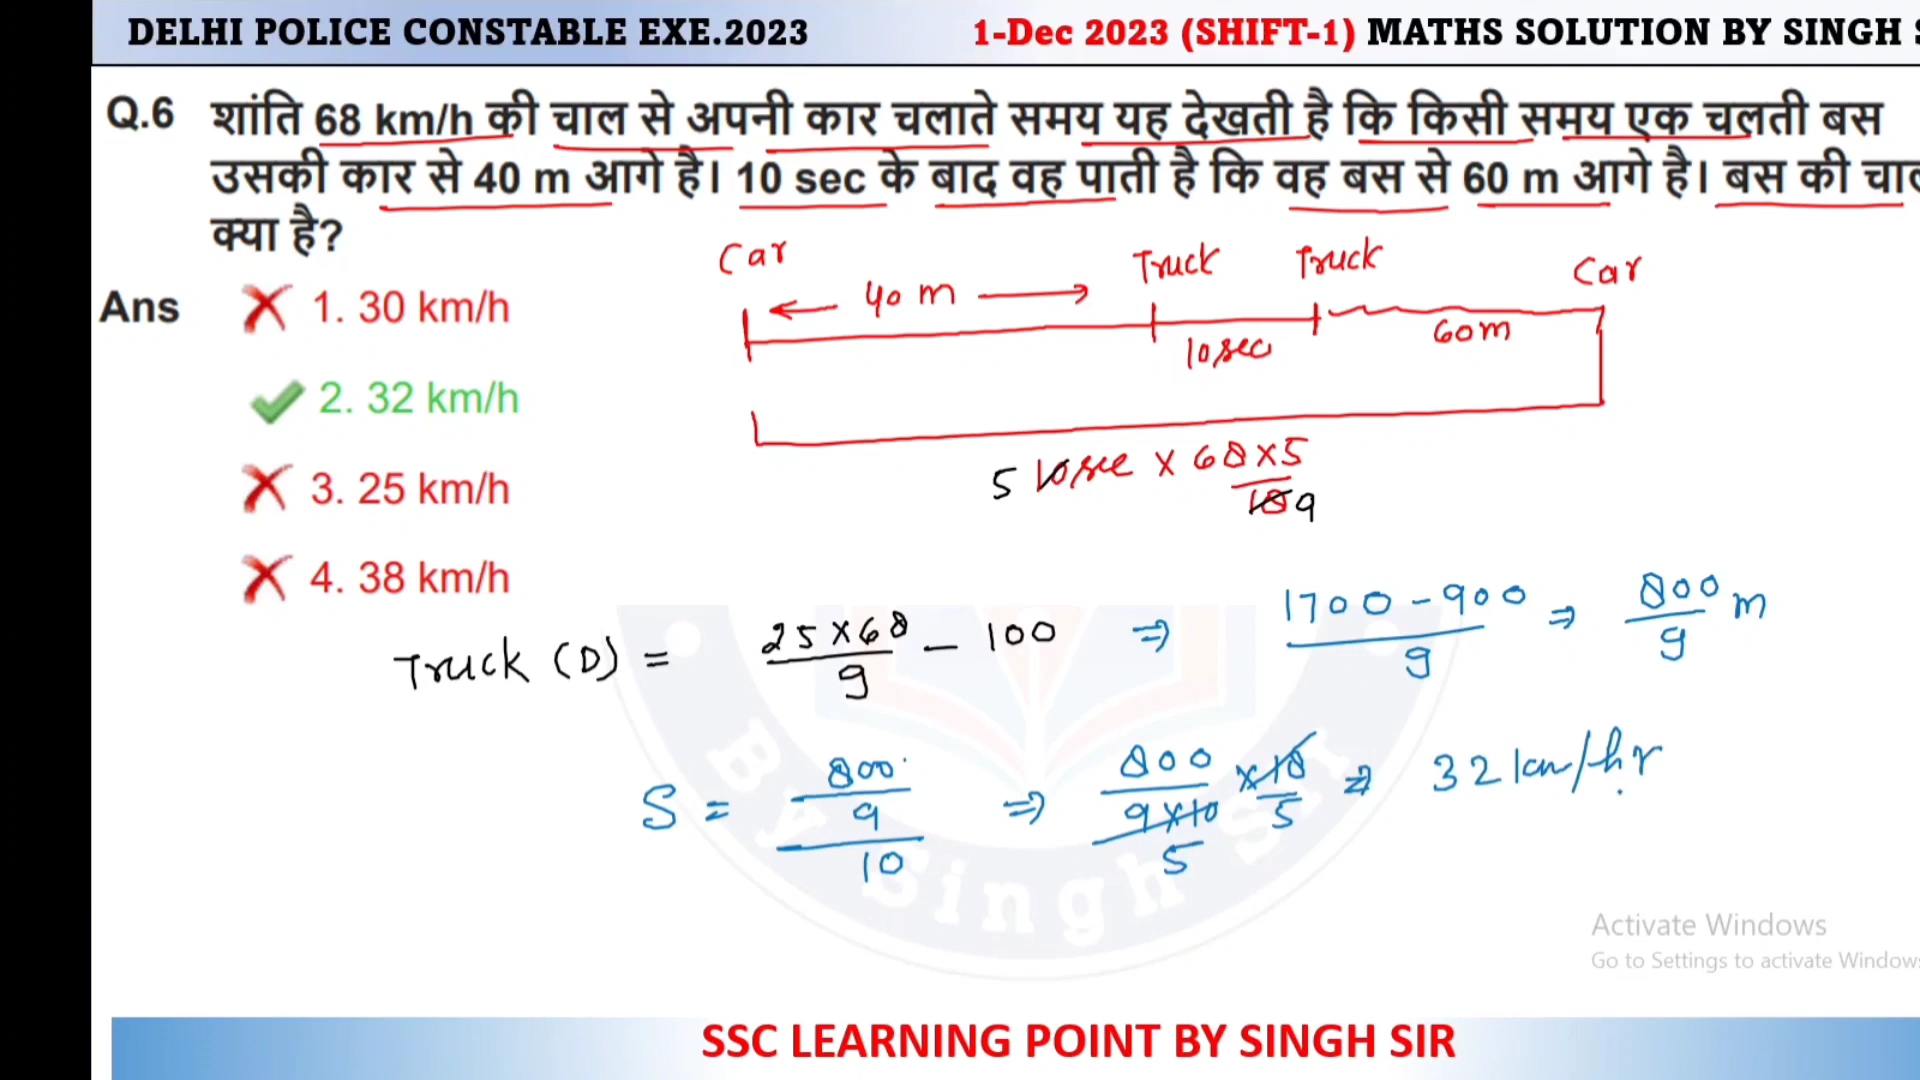 DELHI POLICE CONSTABLE EXE.2023 1-Dec 2023 (SHIFT-1) MATHS SOLUTION BY SINGH S
Q.6 शांति 68 km/h की चाल से अपनी कार चलाते समय यह देखती है कि किसी समय एक चलती बस
उसकी कार से 40 m आगे है। 10 sec के बाद वह पाती है कि वह बस से 60 m आगे है। बस की चाल
क्या है?
Car Truck Truck Car
40 m 10sec 60m
Ans 1. 30 km/h
2. 32 km/h
5 10sec × 68×5/18 9
3. 25 km/h
4. 38 km/h
Truck (D) = 25×68/9 - 100 ⇒ 1700-900/9 ⇒ 800/9 m
S = 800/9/10 ⇒ 800/9×10 × 18/5 ⇒ 32 km/hr
5
By Singh SI
Activate Windows
Go to Settings to activate Windows
SSC LEARNING POINT BY SINGH SIR